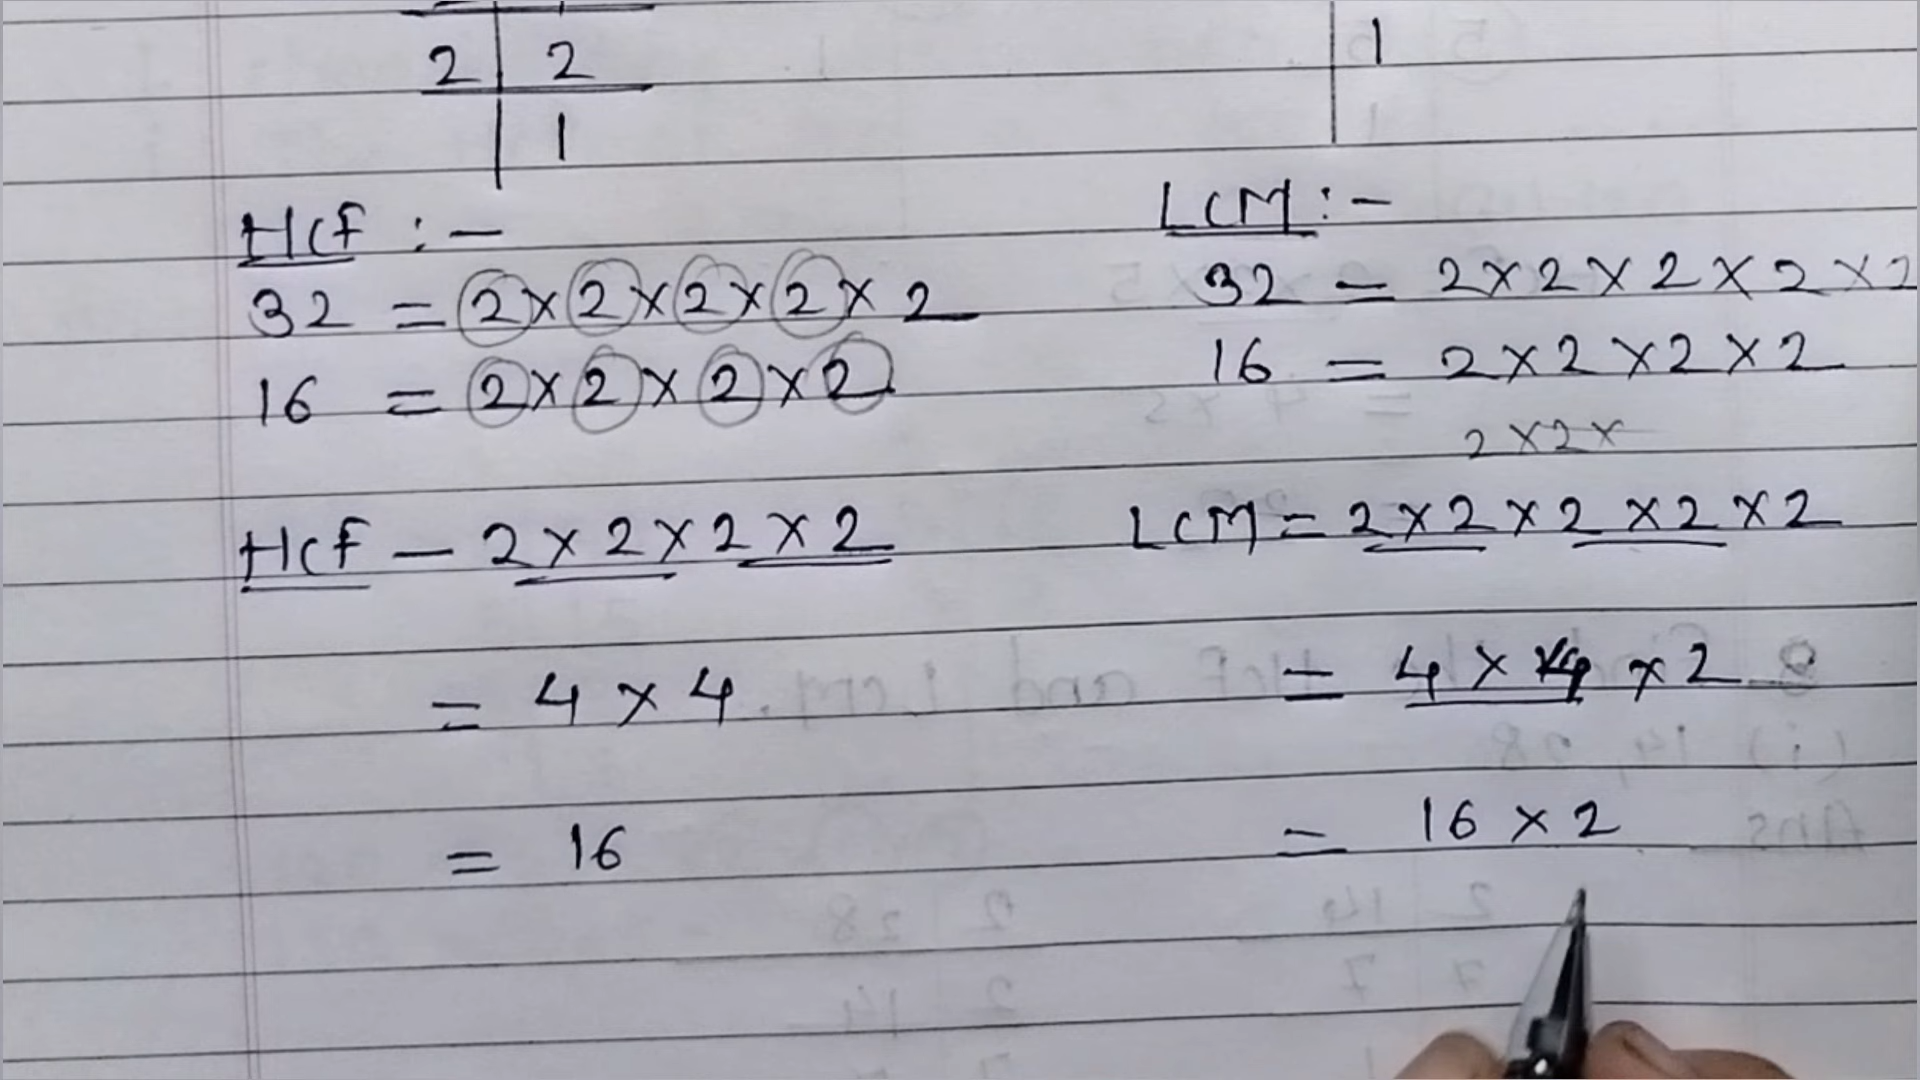 2 | 2
1
1
HCF :-
32 = 2 × 2 × 2 × 2 × 2
16 = 2 × 2 × 2 × 2
HCF - 2 × 2 × 2 × 2
= 4 × 4
= 16
LCM :-
32 = 2 × 2 × 2 × 2 × 2
16 = 2 × 2 × 2 × 2
2 × 2 ×
LCM = 2 × 2 × 2 × 2 × 2
= 4 × 4 × 2
= 16 × 2